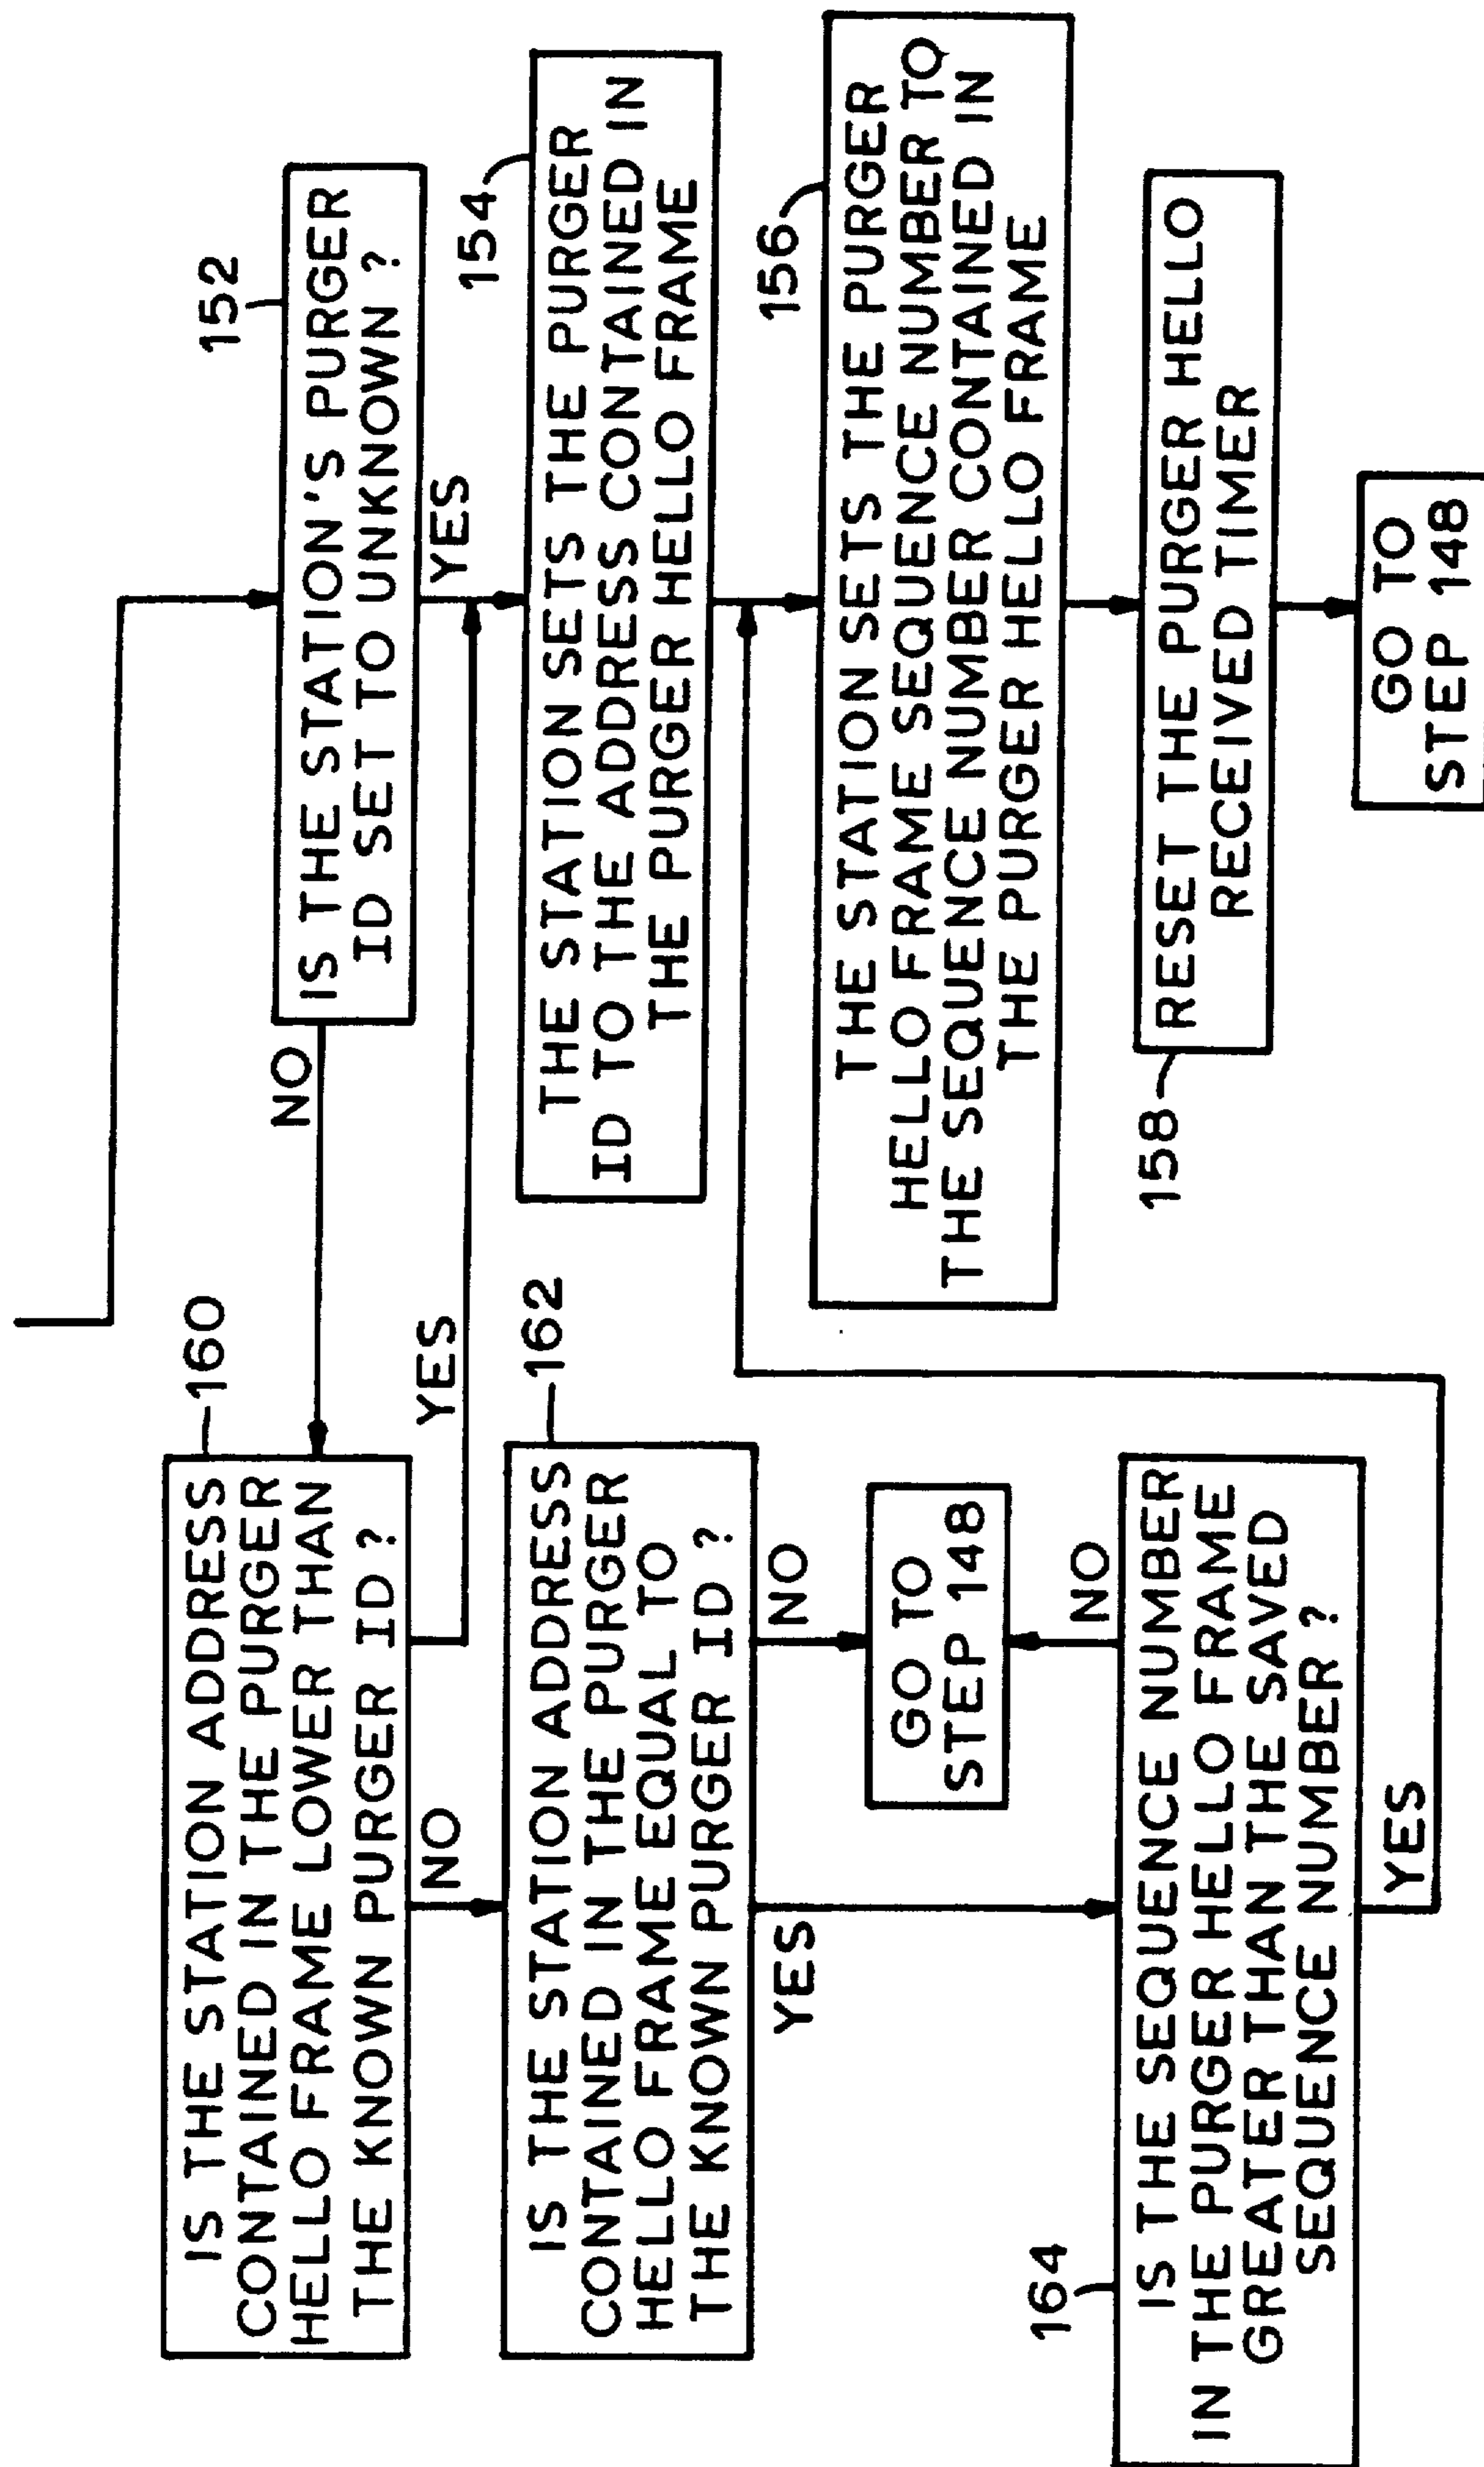 152
IS THE STATION'S PURGER
ID SET TO UNKNOWN ?
NO
YES
160
IS THE STATION ADDRESS
CONTAINED IN THE PURGER
HELLO FRAME LOWER THAN
THE KNOWN PURGER ID ?
YES
NO
154
THE STATION SETS THE PURGER
ID TO THE ADDRESS CONTAINED IN
THE PURGER HELLO FRAME
162
IS THE STATION ADDRESS
CONTAINED IN THE PURGER
HELLO FRAME EQUAL TO
THE KNOWN PURGER ID ?
NO
YES
156
THE STATION SETS THE PURGER
HELLO FRAME SEQUENCE NUMBER TO
THE SEQUENCE NUMBER CONTAINED IN
THE PURGER HELLO FRAME
GO TO
STEP 148
NO
164
IS THE SEQUENCE NUMBER
IN THE PURGER HELLO FRAME
GREATER THAN THE SAVED
SEQUENCE NUMBER ?
YES
158
RESET THE PURGER HELLO
RECEIVED TIMER
GO TO
STEP 148